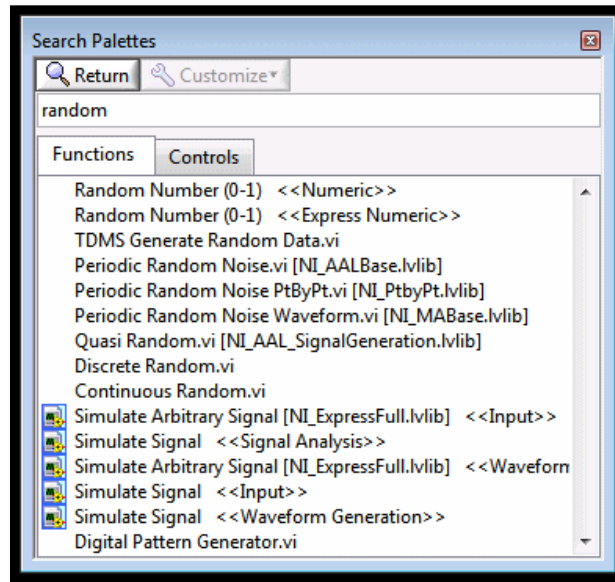 Search Palettes
Return Customize
random
Functions Controls
Random Number (0-1) <<Numeric>>
Random Number (0-1) <<Express Numeric>>
TDMS Generate Random Data.vi
Periodic Random Noise.vi [NI_AALBase.lvlib]
Periodic Random Noise PtByPt.vi [NI_PtbyPt.lvlib]
Periodic Random Noise Waveform.vi [NI_MABase.lvlib]
Quasi Random.vi [NI_AAL_SignalGeneration.lvlib]
Discrete Random.vi
Continuous Random.vi
Simulate Arbitrary Signal [NI_ExpressFull.lvlib] <<Input>>
Simulate Signal <<Signal Analysis>>
Simulate Arbitrary Signal [NI_ExpressFull.lvlib] <<Waveform
Simulate Signal <<Input>>
Simulate Signal <<Waveform Generation>>
Digital Pattern Generator.vi